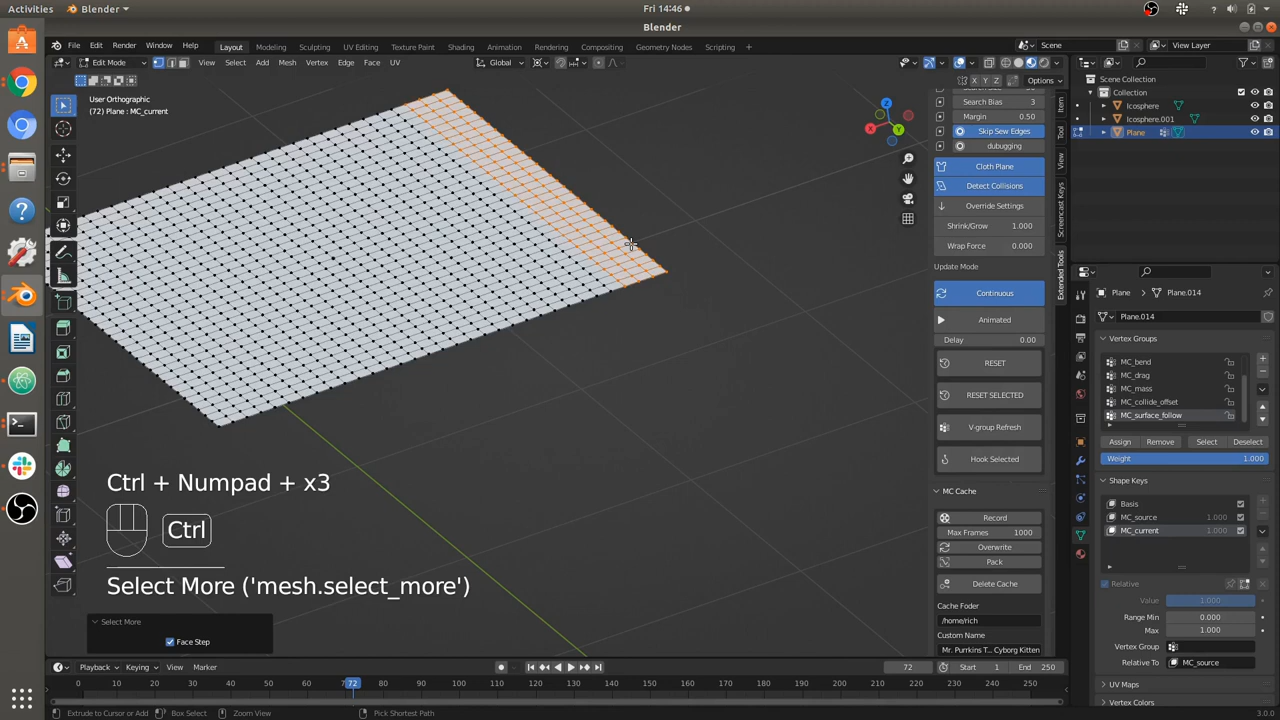 Activities
Blender
Fri 14:46
Blender
File Edit Render Window Help
Layout Modeling Sculpting UV Editing Texture Paint Shading Animation Rendering Compositing Geometry Nodes Scripting
Scene
View Layer
Edit Mode
View Select Add Mesh Vertex Edge Face UV
Global
X Y Z
Options
User Orthographic
(72) Plane : MC_current
Search Bias 3
Margin 0.50
Skip Sew Edges
dubugging
Cloth Plane
Detect Collisions
Override Settings
Shrink/Grow 1.000
Wrap Force 0.000
Update Mode
Continuous
Animated
Delay 0.00
RESET
RESET SELECTED
V-group Refresh
Hook Selected
MC Cache
Record
Max Frames 1000
Overwrite
Pack
Delete Cache
Cache Foder
/home/rich
Custom Name
Mr. Purrkins T... Cyborg Kitten
Item
Tool
View
Screencast Keys
Extended Tools
X
Y
Z
Scene Collection
Collection
Icosphere
Icosphere.001
Plane
Plane
Plane.014
Plane.014
Vertex Groups
MC_bend
MC_drag
MC_mass
MC_collide_offset
MC_surface_follow
Assign Remove Select Deselect
Weight 1.000
Shape Keys
Basis
MC_source 1.000
MC_current 1.000
Relative
Value 1.000
Range Min 0.000
Max 1.000
Vertex Group
Relative To MC_source
UV Maps
Vertex Colors
Ctrl + Numpad + x3
Ctrl
Select More ('mesh.select_more')
Select More
Face Step
Playback Keying View Marker
72
Start 1
End 250
0 10 20 30 40 50 60 72 80 90 100 110 120 130 140 150 160 170 180 190 200 210 220 230 240 250
Extrude to Cursor or Add Box Select Zoom View Pick Shortest Path
3.0.0